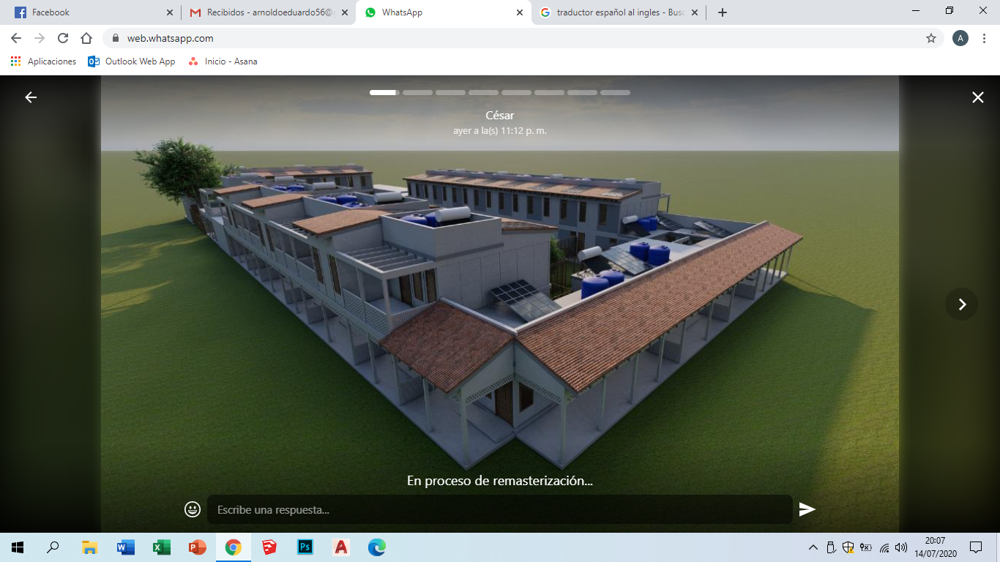 Facebook
Recibidos - arnoldoeduardo56@g
WhatsApp
traductor español al ingles - Busc
web.whatsapp.com
A
Aplicaciones
Outlook Web App
Inicio - Asana
César
ayer a la(s) 11:12 p. m.
En proceso de remasterización...
Escribe una respuesta...
20:07
14/07/2020